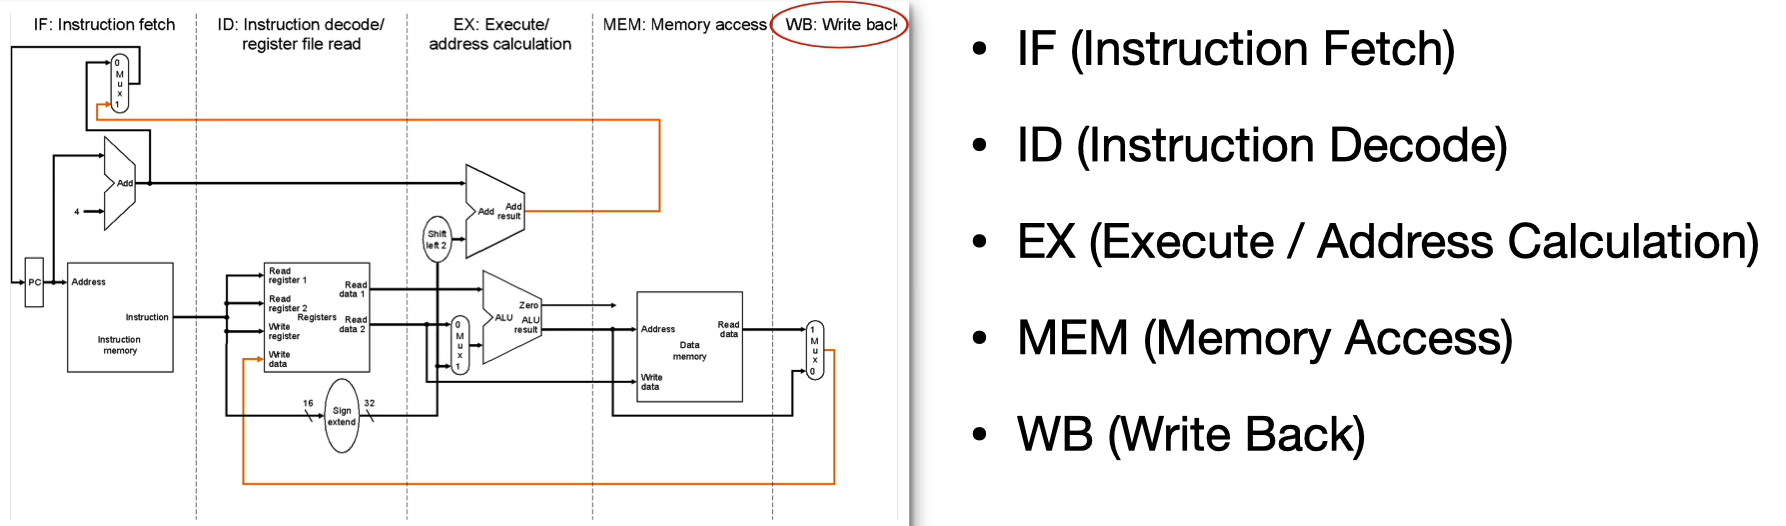 IF: Instruction fetch
ID: Instruction decode/
register file read
EX: Execute/
address calculation
MEM: Memory access
WB: Write back
0
M
u
x
1
Add
4
Add
Add
result
Shift
left 2
PC
Address
Instruction
Instruction
memory
Read
register 1
Read
register 2
Write
register
Write
data
Registers
Read
data 1
Read
data 2
0
M
u
x
1
Zero
ALU
ALU
result
Address
Read
data
Data
memory
Write
data
1
M
u
x
0
16
Sign
extend
32
• IF (Instruction Fetch)
• ID (Instruction Decode)
• EX (Execute / Address Calculation)
• MEM (Memory Access)
• WB (Write Back)